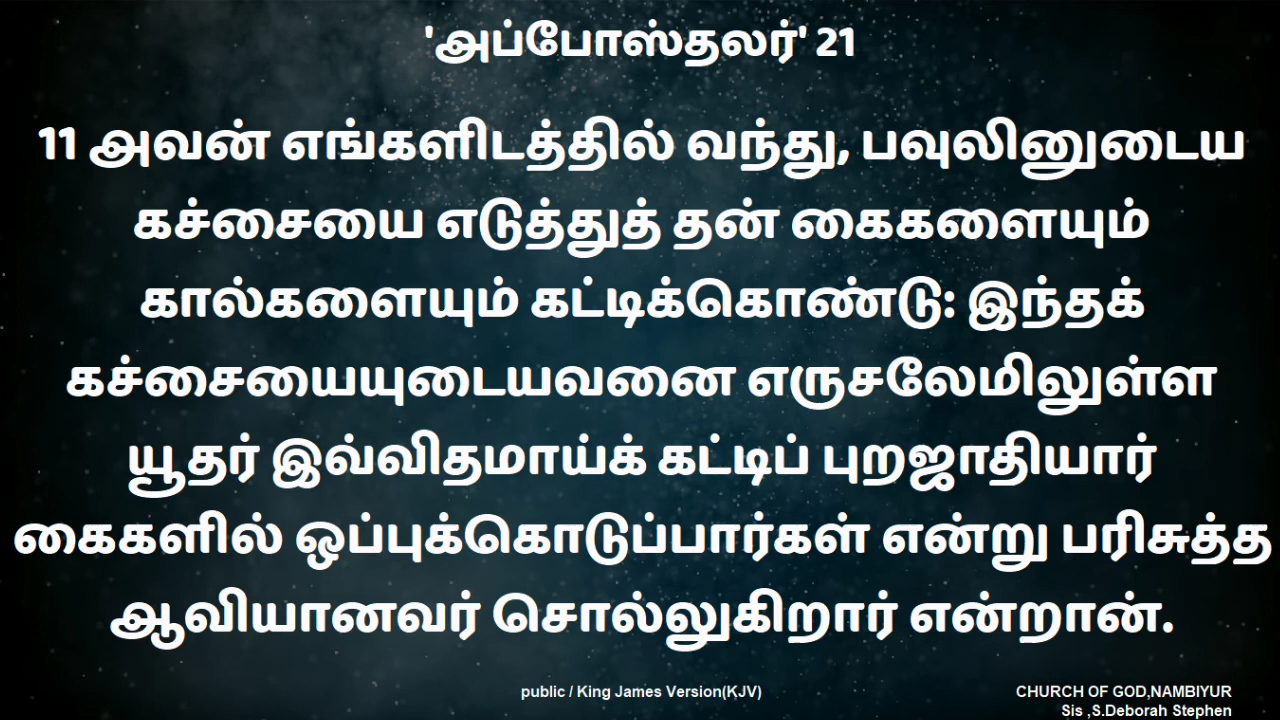 'அப்போஸ்தலர்' 21
11 அவன் எங்களிடத்தில் வந்து, பவுலினுடைய
கச்சையை எடுத்துத் தன் கைகளையும்
கால்களையும் கட்டிக்கொண்டு: இந்தக்
கச்சையையுடையவனை எருசலேமிலுள்ள
யூதர் இவ்விதமாய்க் கட்டிப் புறஜாதியார்
கைகளில் ஒப்புக்கொடுப்பார்கள் என்று பரிசுத்த
ஆவியானவர் சொல்லுகிறார் என்றான்.
public / King James Version(KJV)
CHURCH OF GOD,NAMBIYUR
Sis ,S.Deborah Stephen